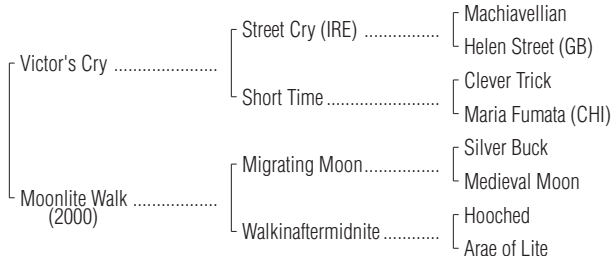 Machiavellian
Street Cry (IRE) ..................
Helen Street (GB)
Victor's Cry ........................
Clever Trick
Short Time ...........................
Maria Fumata (CHI)
Silver Buck
Migrating Moon ..................
Medieval Moon
Moonlite Walk ....................
(2000)
Hooched
Walkinaftermidnite .............
Arae of Lite